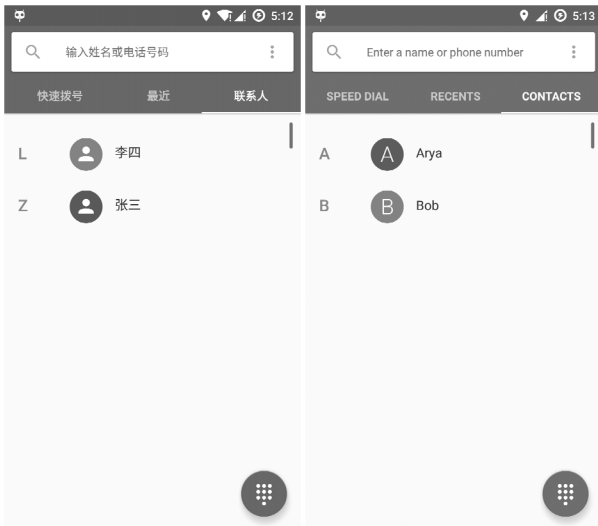 5:12
输入姓名或电话号码
快速拨号 最近 联系人
L 李四
Z 张三
5:13
Enter a name or phone number
SPEED DIAL RECENTS CONTACTS
A A Arya
B B Bob